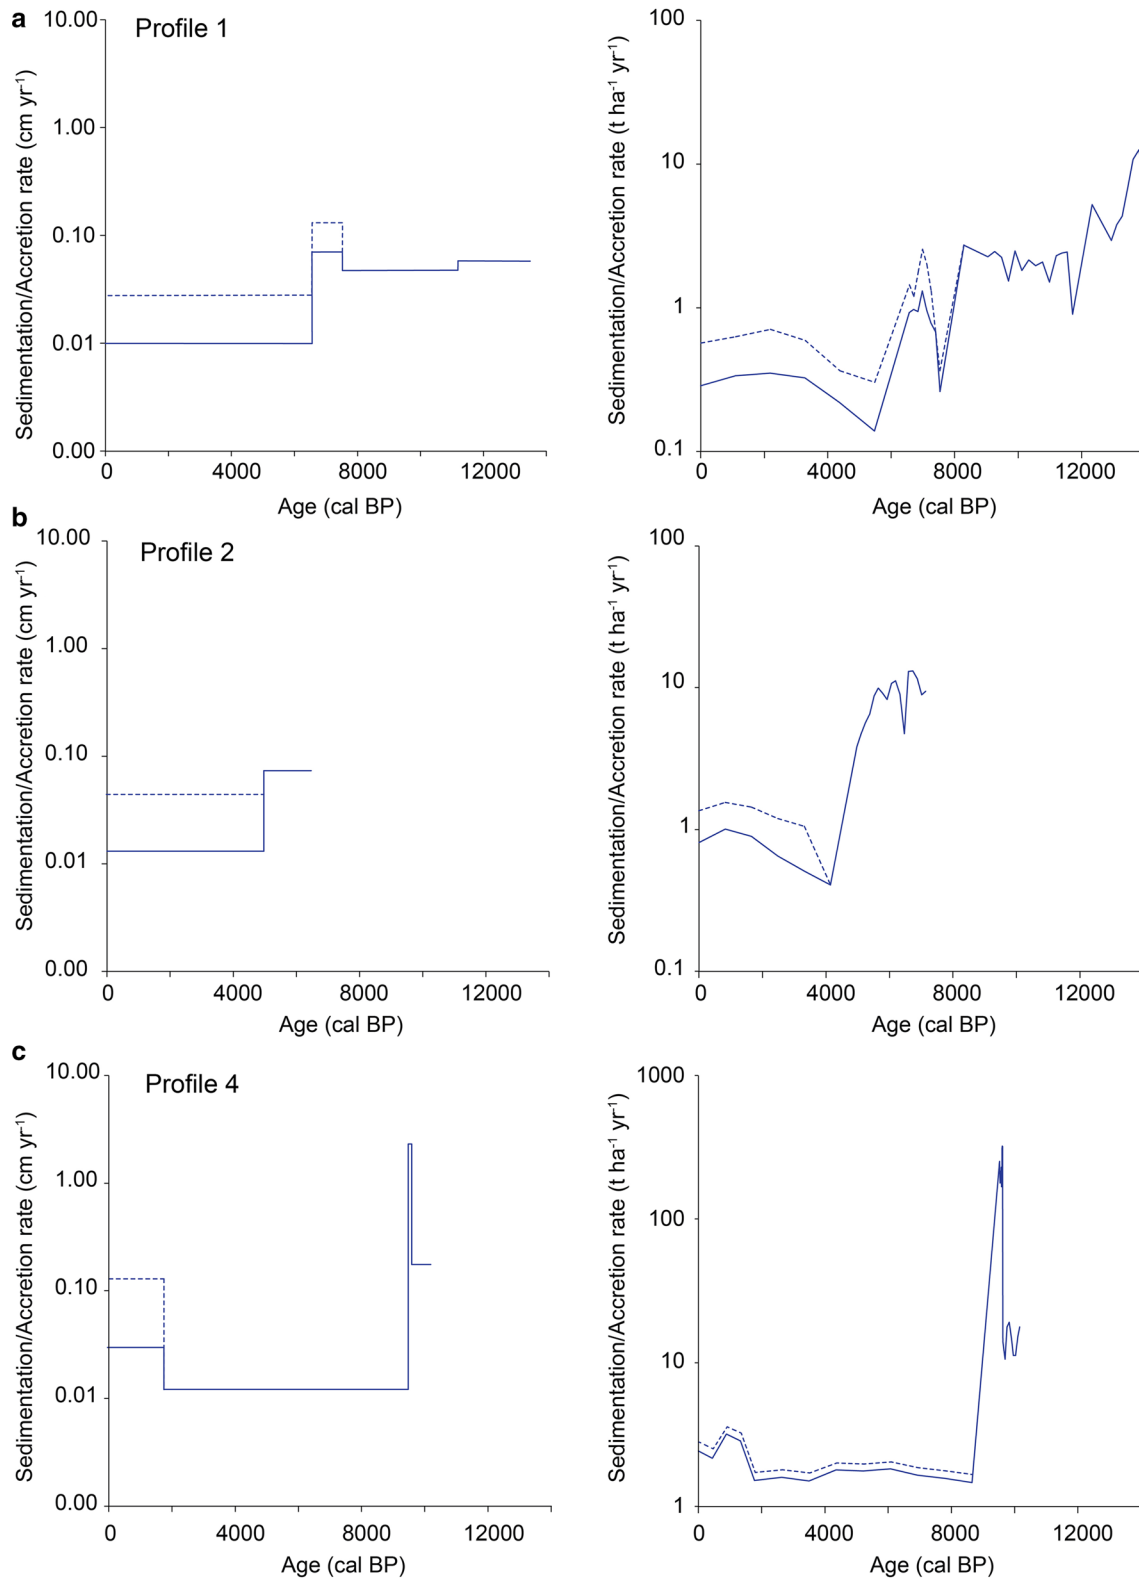 a
Profile 1
Sedimentation/Accretion rate (cm yr⁻¹)
10.00
1.00
0.10
0.01
0.00
0 4000 8000 12000
Age (cal BP)
Sedimentation/Accretion rate (t ha⁻¹ yr⁻¹)
100
10
1
0.1
0 4000 8000 12000
Age (cal BP)
b
Profile 2
Sedimentation/Accretion rate (cm yr⁻¹)
10.00
1.00
0.10
0.01
0.00
0 4000 8000 12000
Age (cal BP)
Sedimentation/Accretion rate (t ha⁻¹ yr⁻¹)
100
10
1
0.1
0 4000 8000 12000
Age (cal BP)
c
Profile 4
Sedimentation/Accretion rate (cm yr⁻¹)
10.00
1.00
0.10
0.01
0.00
0 4000 8000 12000
Age (cal BP)
Sedimentation/Accretion rate (t ha⁻¹ yr⁻¹)
1000
100
10
1
0 4000 8000 12000
Age (cal BP)